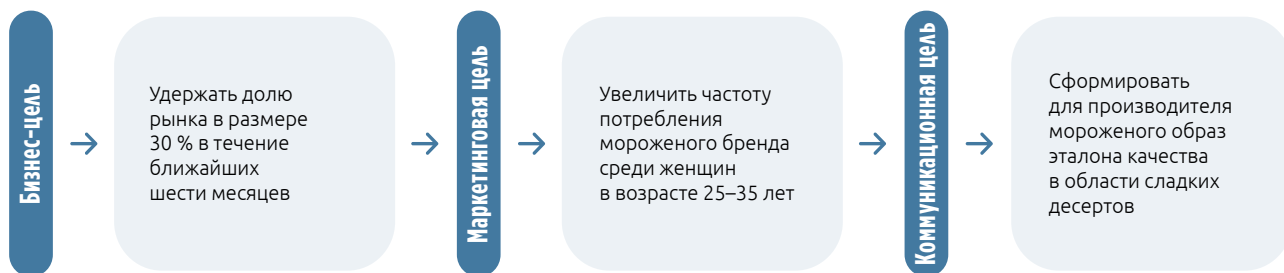 Бизнес-цель
Удержать долю
рынка в размере
30 % в течение
ближайших
шести месяцев
Маркетинговая цель
Увеличить частоту
потребления
мороженого бренда
среди женщин
в возрасте 25–35 лет
Коммуникационная цель
Сформировать
для производителя
мороженого образ
эталона качества
в области сладких
десертов